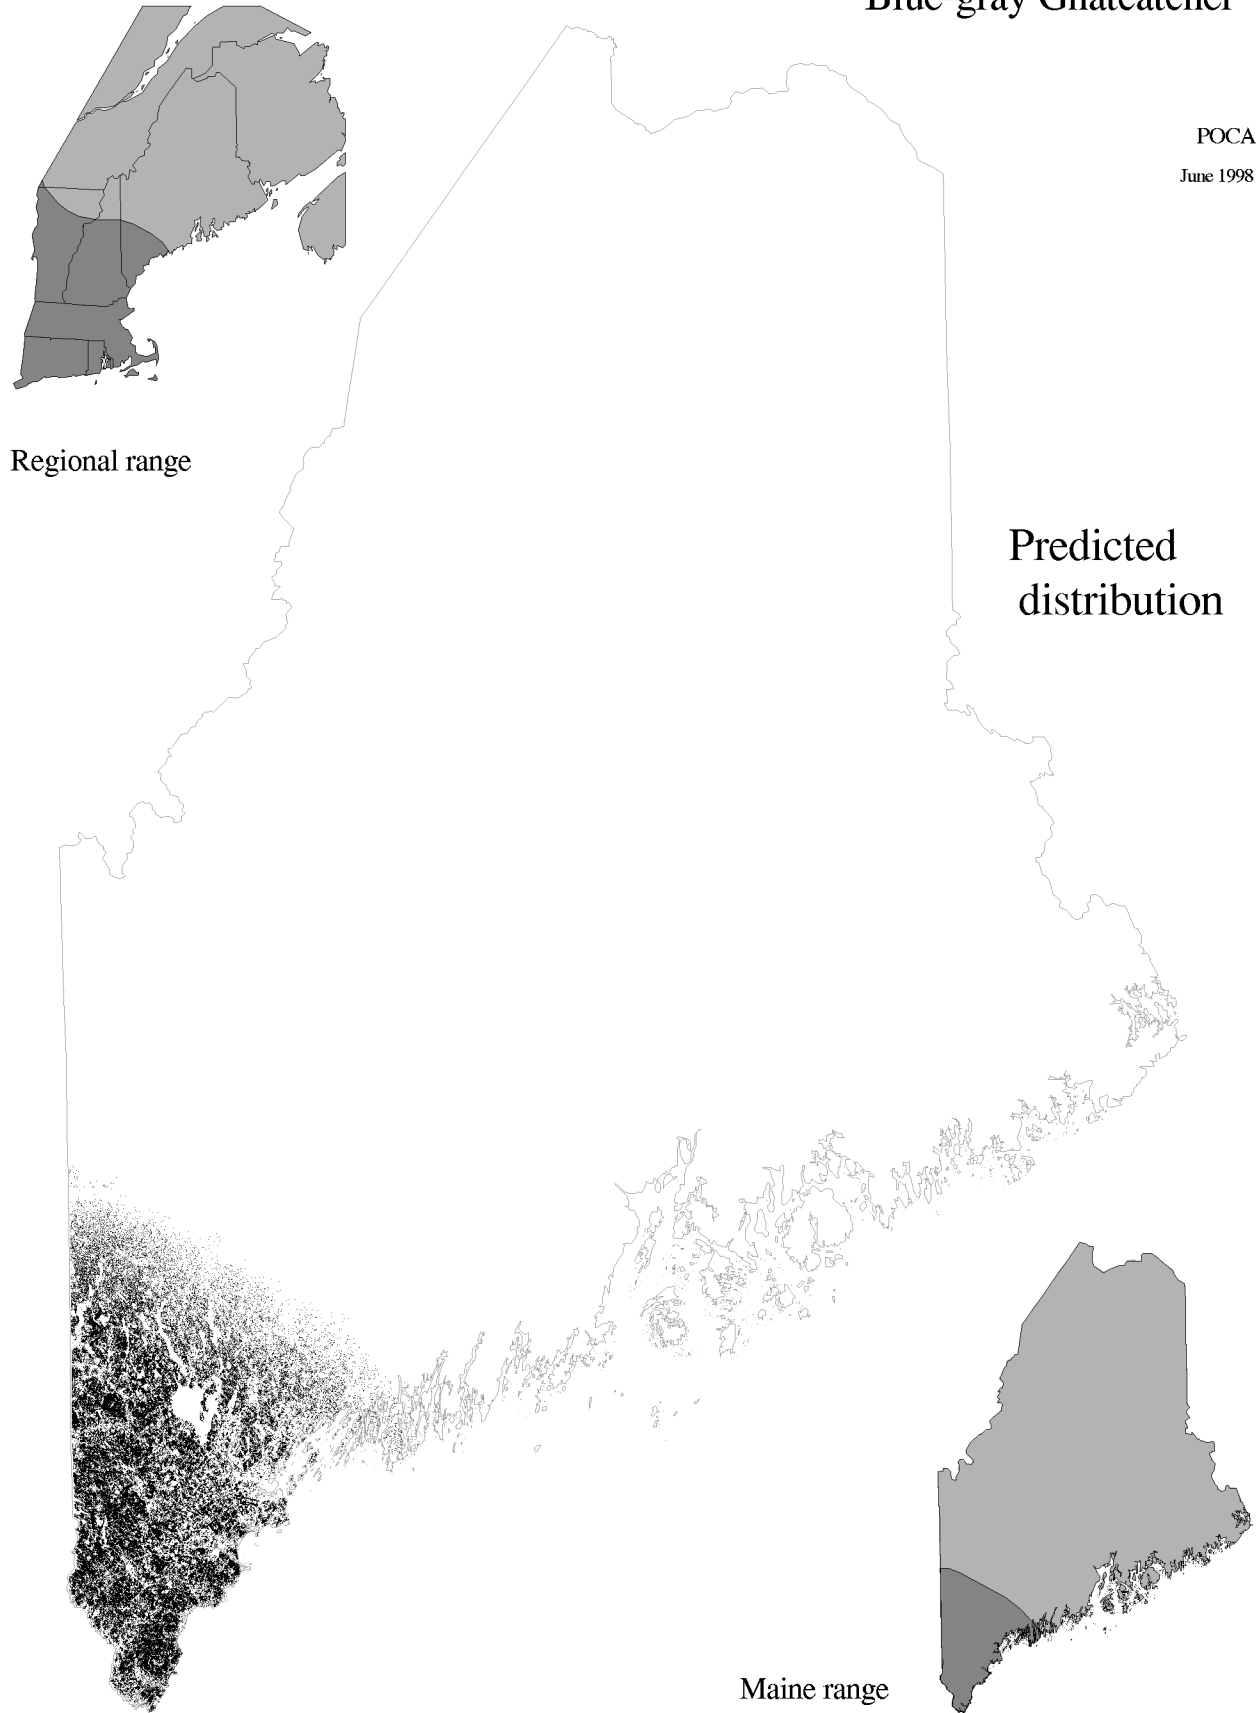 Blue-gray Gnatcatcher
POCA
June 1998
Regional range
Predicted
distribution
Maine range